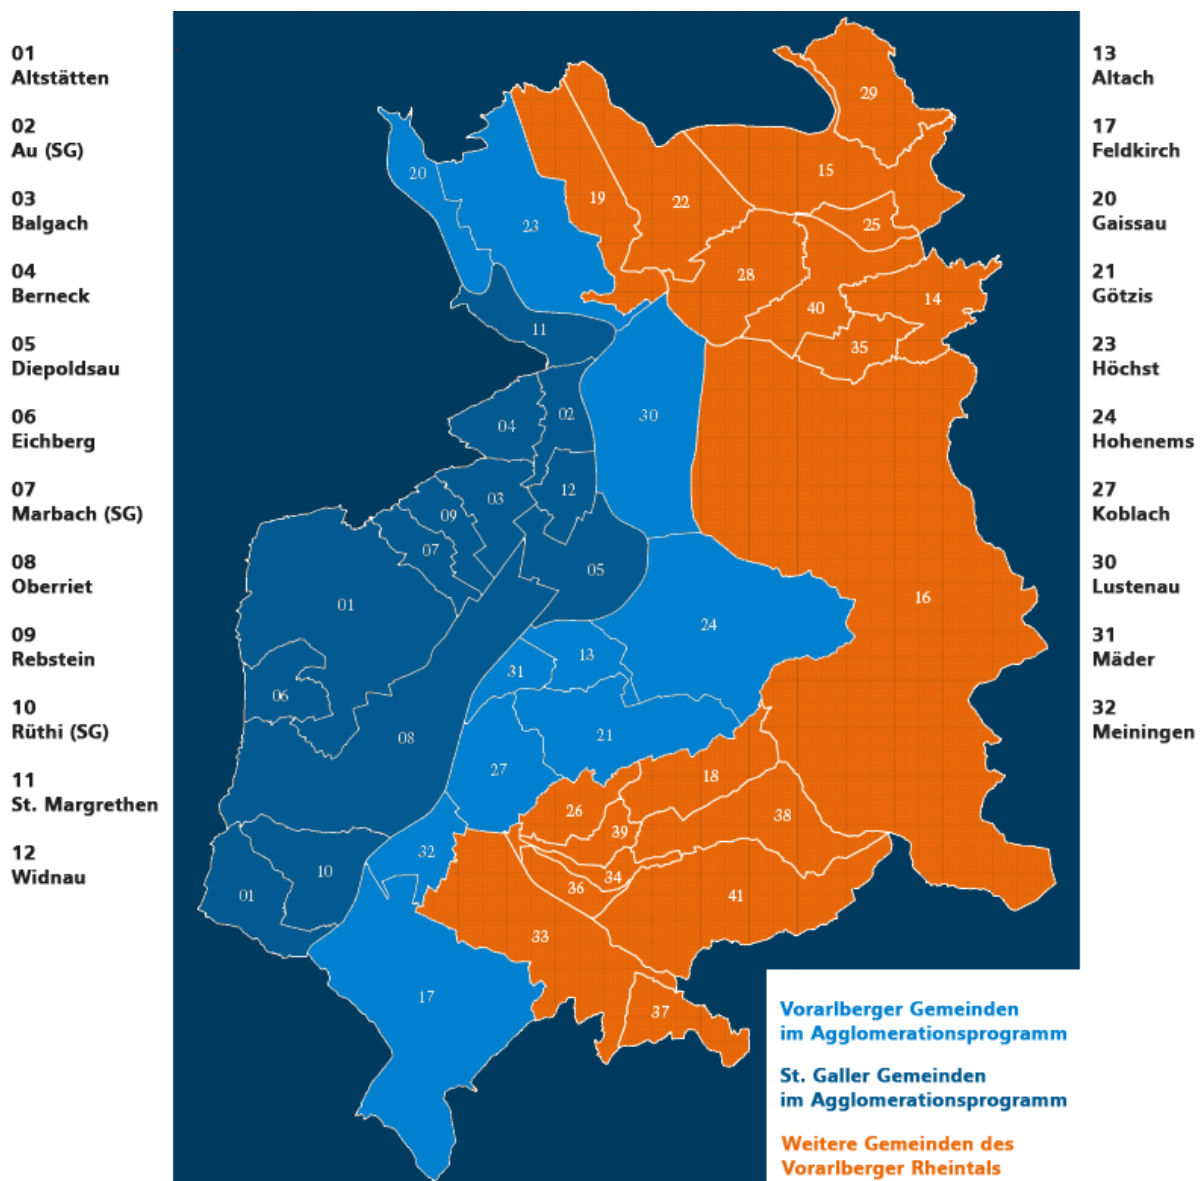 01
Altstätten
02
Au (SG)
03
Balgach
04
Berneck
05
Diepoldsau
06
Eichberg
07
Marbach (SG)
08
Oberriet
09
Rebstein
10
Rüthi (SG)
11
St. Margrethen
12
Widnau
29
20
15
19
22
23
25
28
14
40
11
35
02
30
04
12
03
09
07
05
01
16
24
13
31
06
21
08
27
18
26
38
39
32
10
34
36
01
41
33
17
37
13
Altach
17
Feldkirch
20
Gaissau
21
Götzis
23
Höchst
24
Hohenems
27
Koblach
30
Lustenau
31
Mäder
32
Meiningen
Vorarlberger Gemeinden
im Agglomerationsprogramm
St. Galler Gemeinden
im Agglomerationsprogramm
Weitere Gemeinden des
Vorarlberger Rheintals